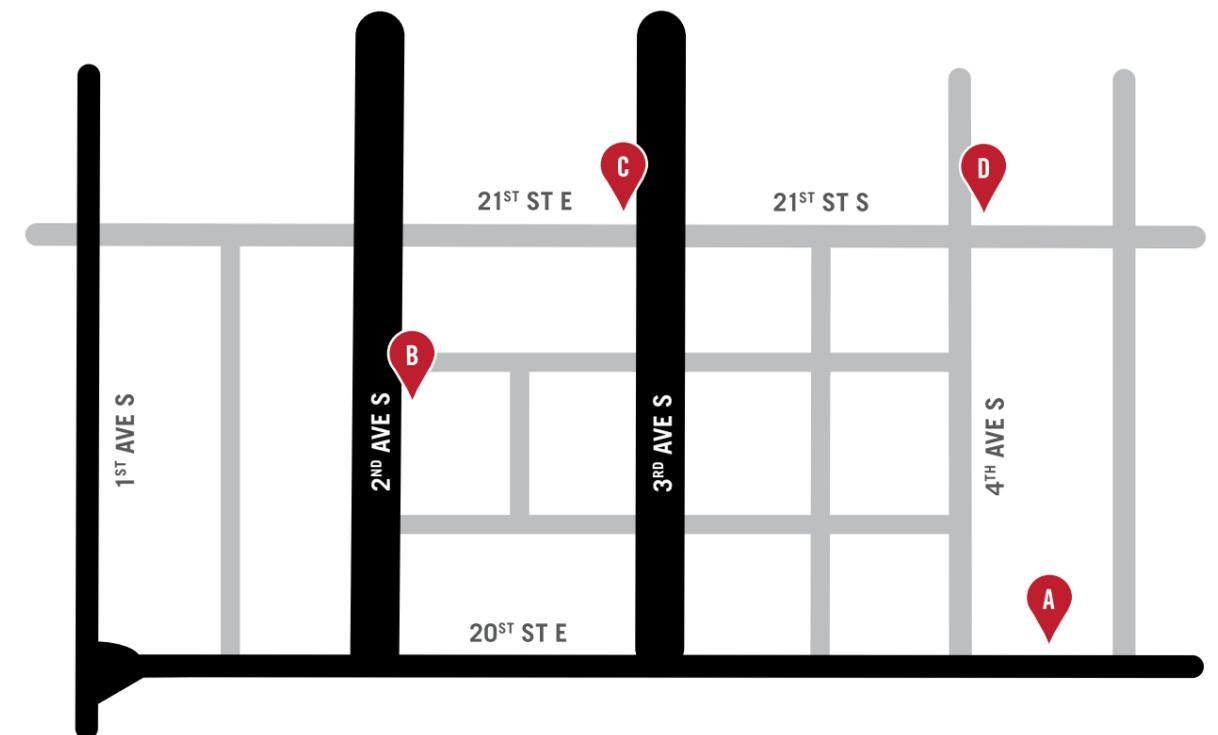 C
D
21ST ST E
21ST ST S
B
1ST AVE S
2ND AVE S
3RD AVE S
4TH AVE S
A
20ST ST E